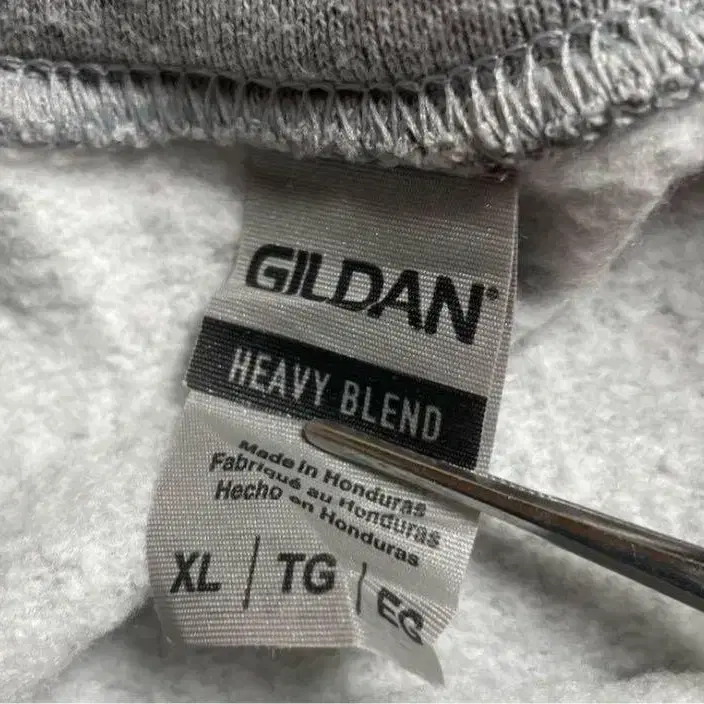 GILDAN®
HEAVY BLEND
Made in Honduras
Fabriqué au Honduras
Hecho en Honduras
XL | TG | EG